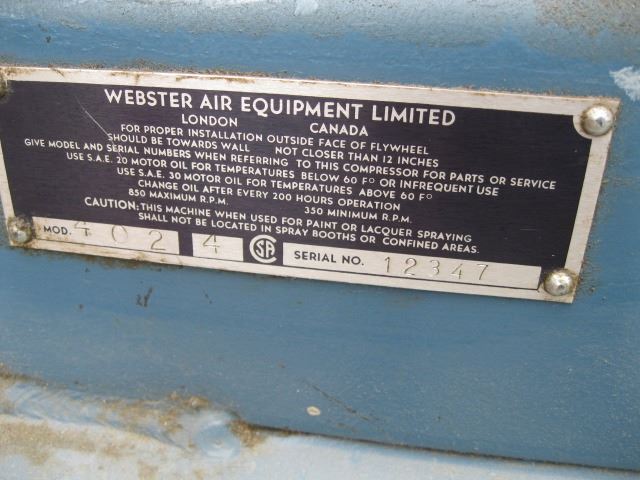 WEBSTER AIR EQUIPMENT LIMITED
LONDON CANADA
FOR PROPER INSTALLATION OUTSIDE FACE OF FLYWHEEL
SHOULD BE TOWARDS WALL NOT CLOSER THAN 12 INCHES
GIVE MODEL AND SERIAL NUMBERS WHEN REFERRING TO THIS COMPRESSOR FOR PARTS OR SERVICE
USE S.A.E. 20 MOTOR OIL FOR TEMPERATURES BELOW 60 F° OR INFREQUENT USE
USE S.A.E. 30 MOTOR OIL FOR TEMPERATURES ABOVE 60 F°
CHANGE OIL AFTER EVERY 200 HOURS OPERATION
850 MAXIMUM R.P.M. 350 MINIMUM R.P.M.
CAUTION: THIS MACHINE WHEN USED FOR PAINT OR LACQUER SPRAYING
SHALL NOT BE LOCATED IN SPRAY BOOTHS OR CONFINED AREAS.
MOD. 402 4 SA SERIAL NO. 12347